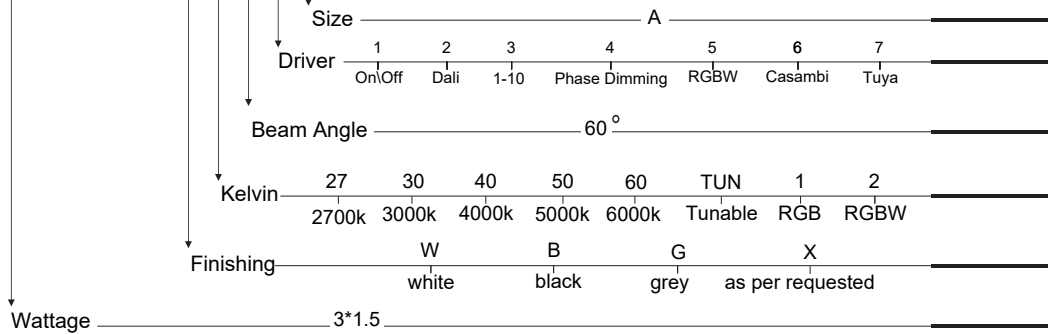 Size A
1 2 3 4 5 6 7
Driver
On\Off Dali 1-10 Phase Dimming RGBW Casambi Tuya
Beam Angle 60 o
27 30 40 50 60 TUN 1 2
Kelvin
2700k 3000k 4000k 5000k 6000k Tunable RGB RGBW
W B G X
Finishing
white black grey as per requested
Wattage 3*1.5